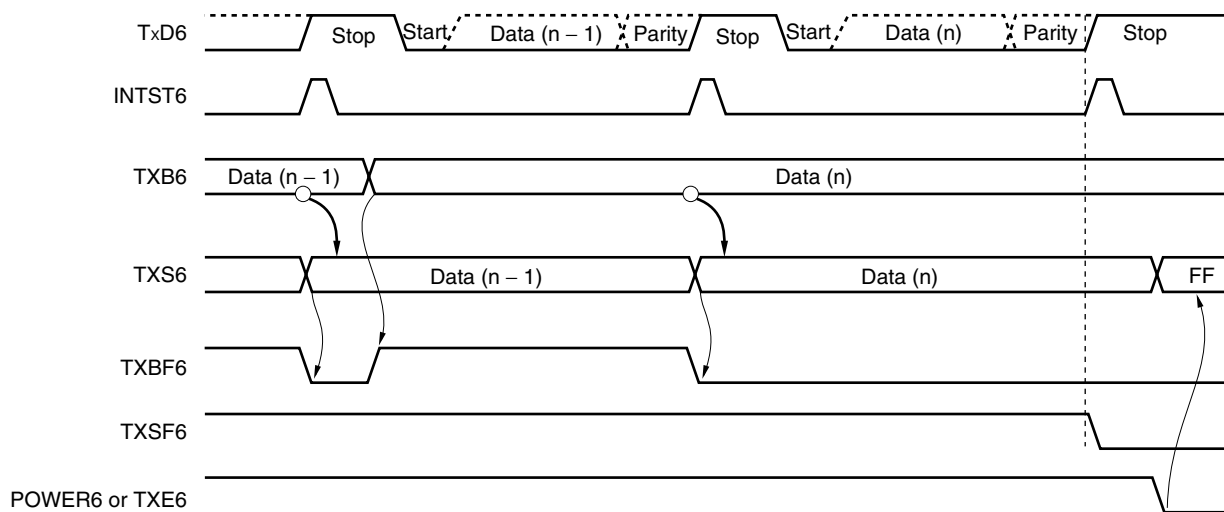 TxD6 Stop Start Data (n – 1) Parity Stop Start Data (n) Parity Stop
INTST6
TXB6 Data (n – 1) Data (n)
TXS6 Data (n – 1) Data (n) FF
TXBF6
TXSF6
POWER6 or TXE6